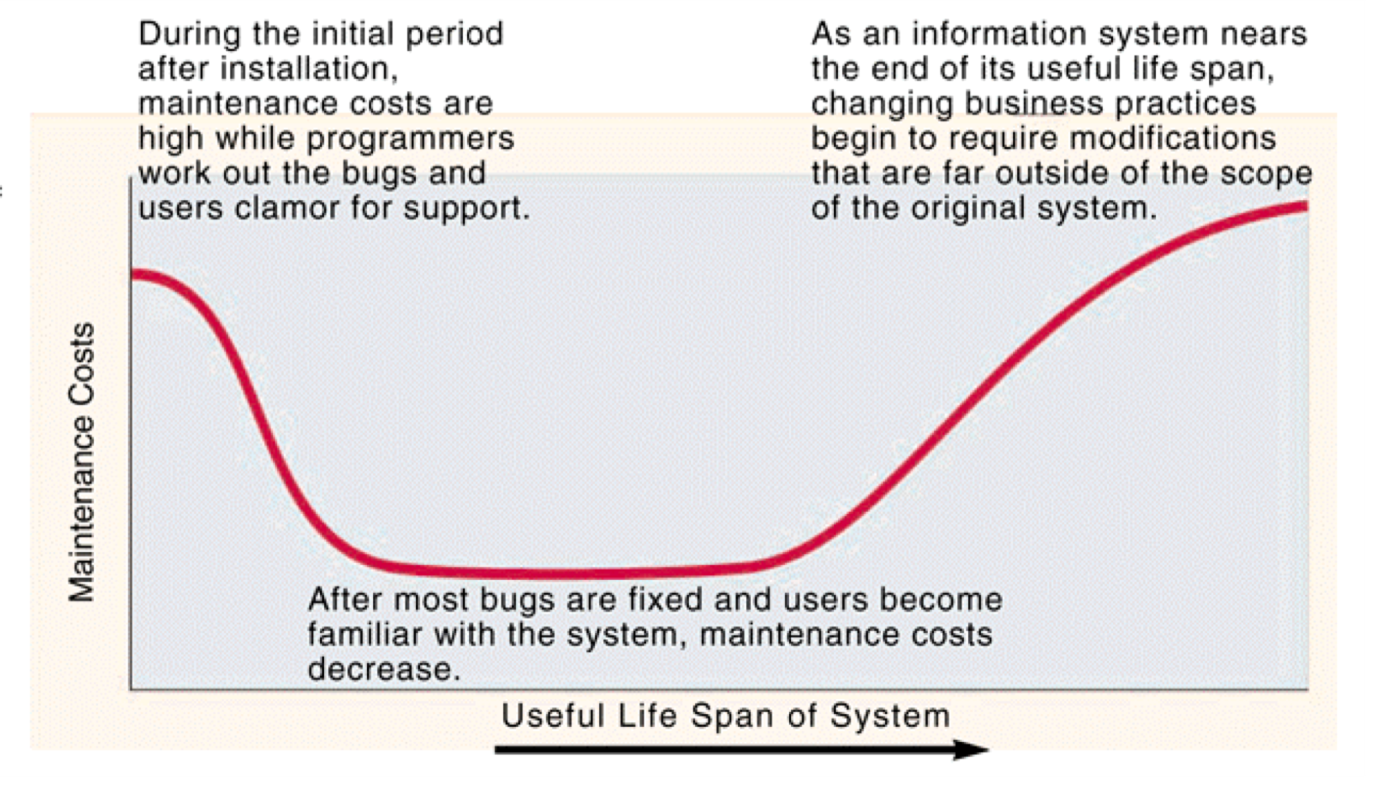 During the initial period
after installation,
maintenance costs are
high while programmers
work out the bugs and
users clamor for support.
As an information system nears
the end of its useful life span,
changing business practices
begin to require modifications
that are far outside of the scope
of the original system.
Maintenance Costs
After most bugs are fixed and users become
familiar with the system, maintenance costs
decrease.
Useful Life Span of System